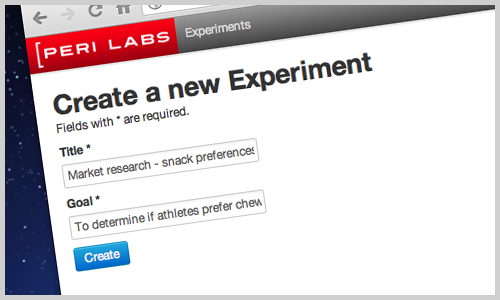 [PERI LABS Experiments
Create a new Experiment
Fields with * are required.
Title *
Market research - snack preferences
Goal *
To determine if athletes prefer chew
Create